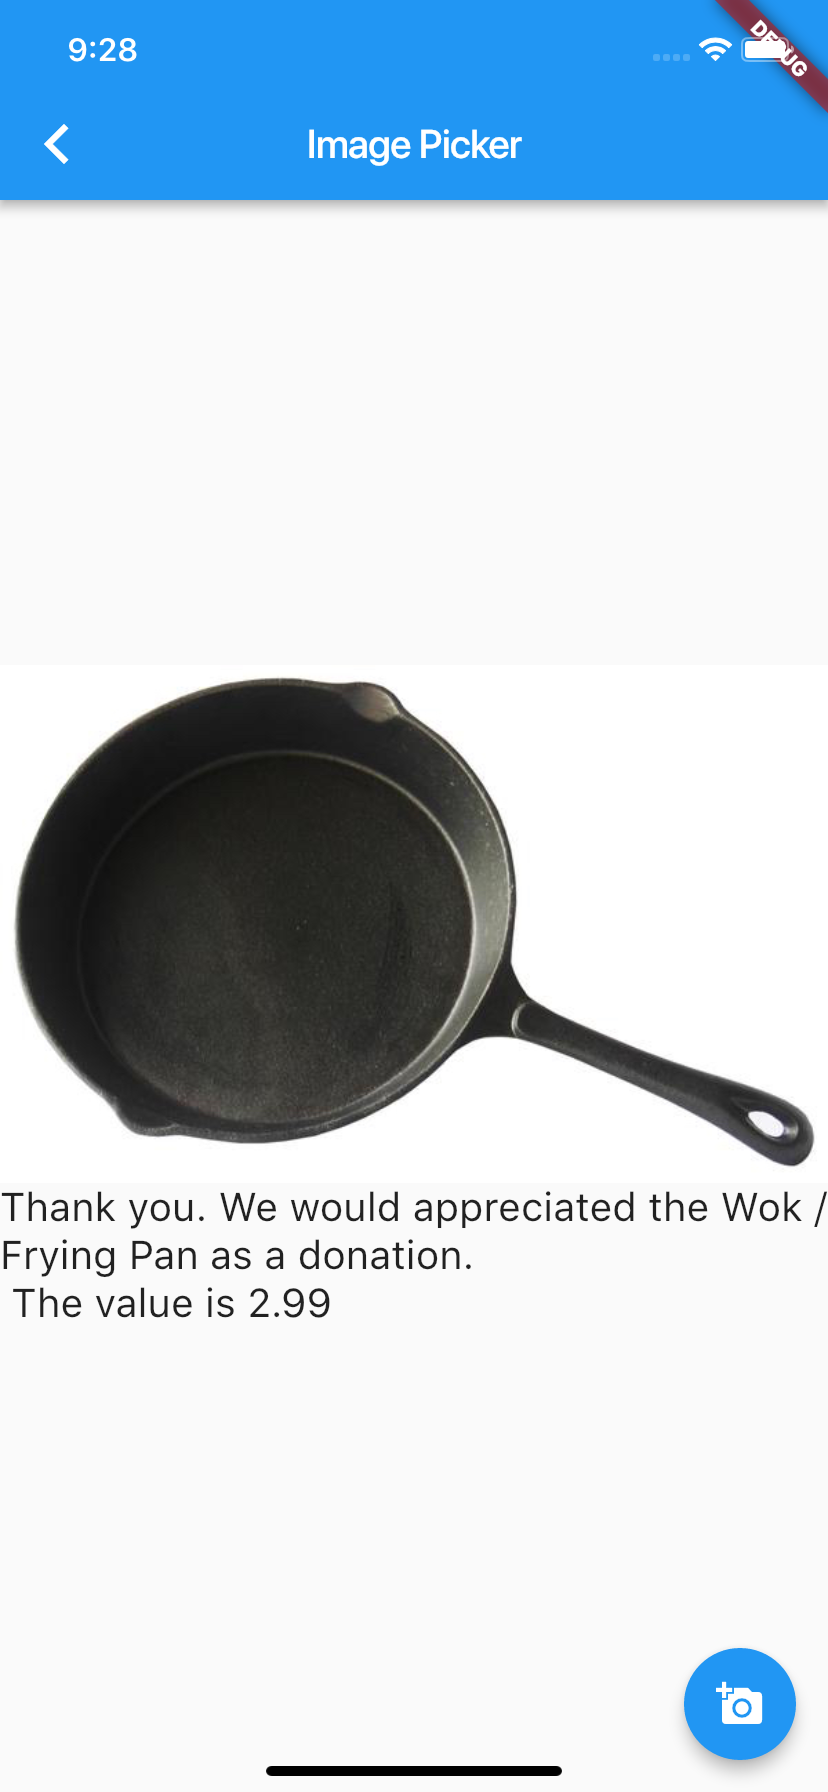 9:28
DEBUG
Image Picker
Thank you. We would appreciated the Wok /
Frying Pan as a donation.
The value is 2.99